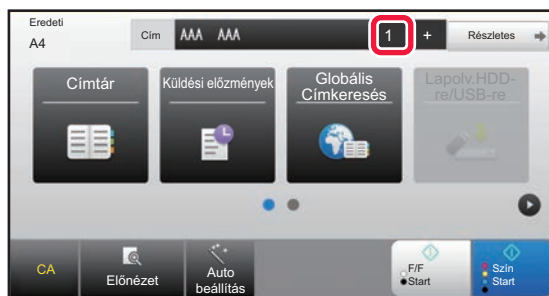 Eredeti
A4
Cím
AAA AAA
1
+
Részletes
Címtár
Küldési előzmények
Globális
Címkeresés
Lapolv.HDD-
re/USB-re
CA
Előnézet
Auto
beállítás
F/F
Start
Szín
Start